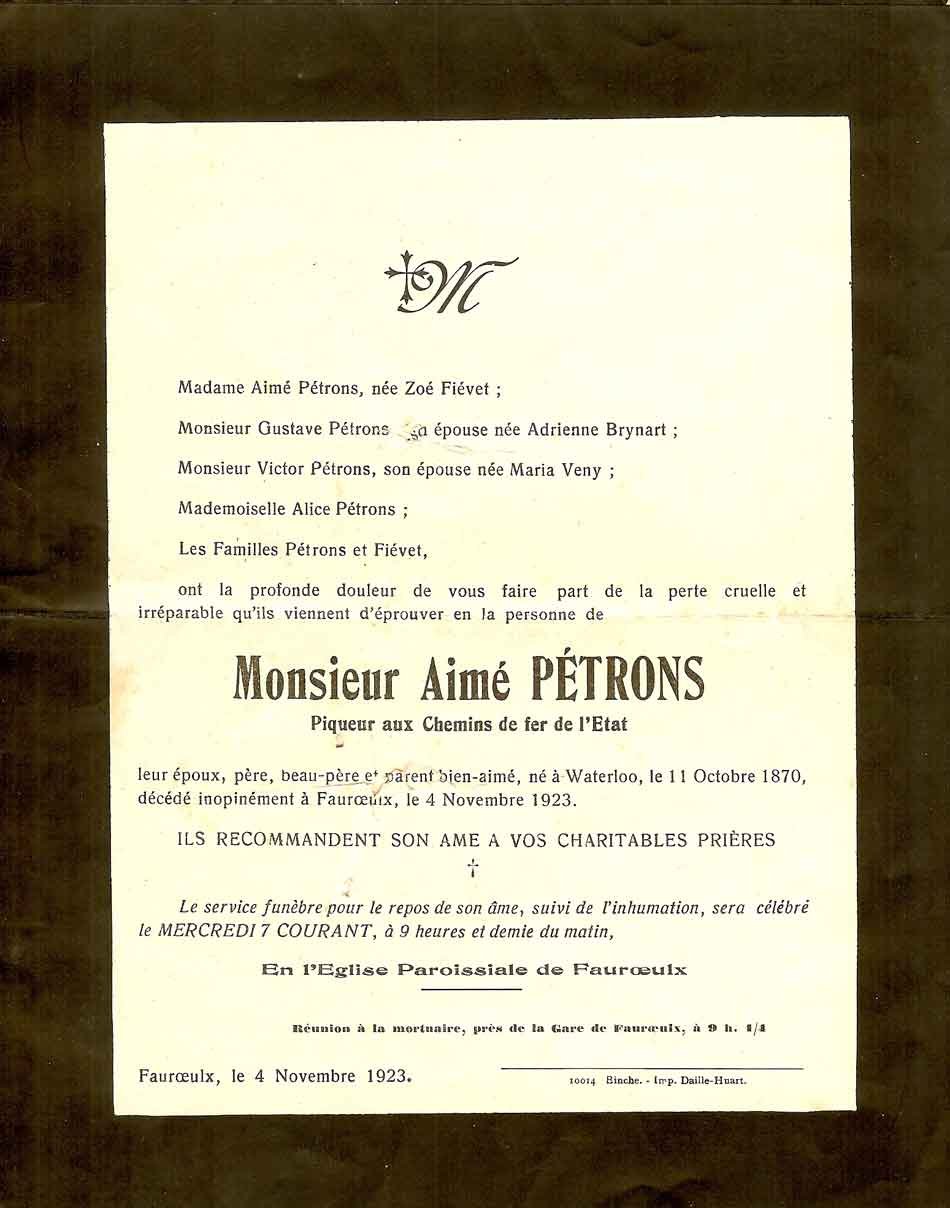 M
Madame Aimé Pétrons, née Zoé Fiévet ;
Monsieur Gustave Pétrons sa épouse née Adrienne Brynart ;
Monsieur Victor Pétrons, son épouse née Maria Veny ;
Mademoiselle Alice Pétrons ;
Les Familles Pétrons et Fiévet,
ont la profonde douleur de vous faire part de la perte cruelle et
irréparable qu'ils viennent d'éprouver en la personne de
Monsieur Aimé PÉTRONS
Piqueur aux Chemins de fer de l'Etat
leur époux, père, beau-père et parent bien-aimé, né à Waterloo, le 11 Octobre 1870,
décédé inopinément à Faurœulx, le 4 Novembre 1923.
ILS RECOMMANDENT SON AME A VOS CHARITABLES PRIÈRES
†
Le service funèbre pour le repos de son âme, suivi de l'inhumation, sera célébré
le MERCREDI 7 COURANT, à 9 heures et demie du matin,
En l'Eglise Paroissiale de Faurœulx
Réunion à la mortuaire, près de la Gare de Faurœulx, à 9 h. 1/4
Faurœulx, le 4 Novembre 1923.
10014 Binche. - Imp. Daille-Huart.